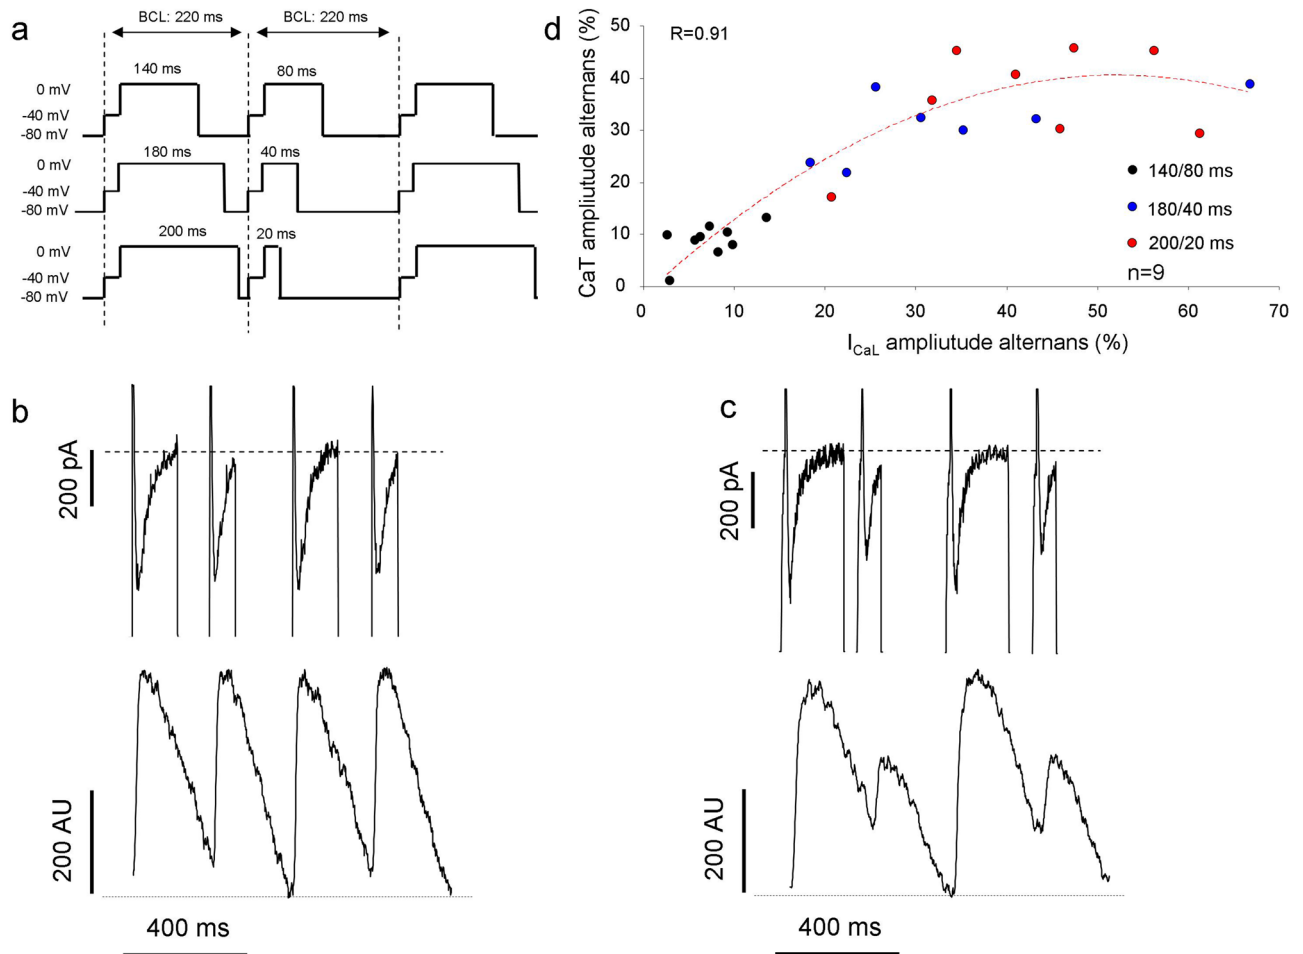 a
BCL: 220 ms
BCL: 220 ms
140 ms
80 ms
0 mV
-40 mV
-80 mV
180 ms
40 ms
0 mV
-40 mV
-80 mV
200 ms
20 ms
0 mV
-40 mV
-80 mV
d
R=0.91
CaT ampliutude alternans (%)
50
40
30
20
10
0
0
10
20
30
40
50
60
70
I_CaL ampliutude alternans (%)
140/80 ms
180/40 ms
200/20 ms
n=9
b
200 pA
200 AU
400 ms
c
200 pA
200 AU
400 ms